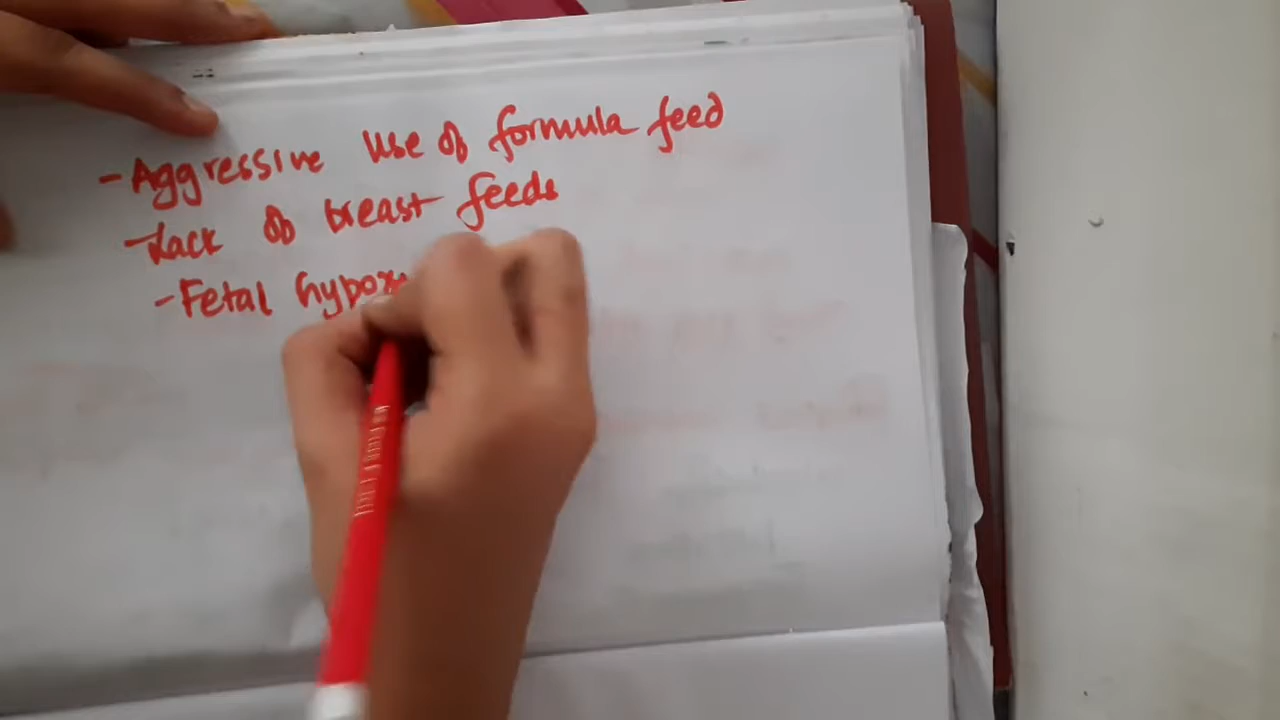 - Aggressive use of formula feed
- Lack of breast feeds
- Fetal